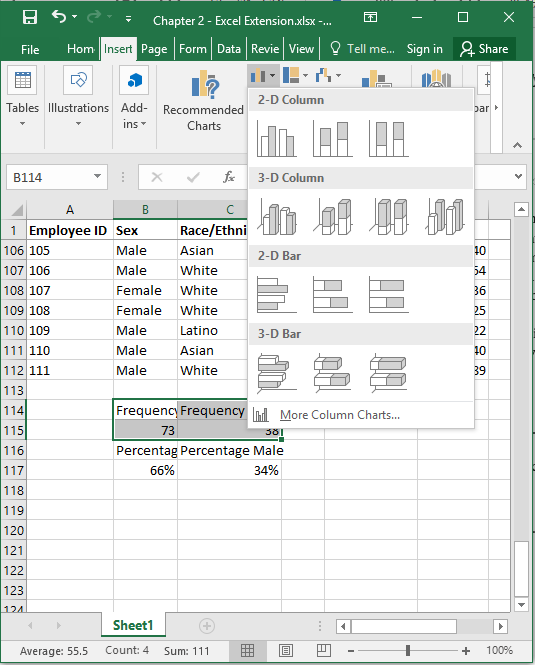 Chapter 2 - Excel Extension.xlsx -...
File Hom Insert Page Form Data Revie View Tell me... Sign in Share
Tables
Illustrations
Add-
ins
Recommended
Charts
2-D Column
3-D Column
2-D Bar
3-D Bar
More Column Charts...
B114 fx
A B C
1 Employee ID Sex Race/Ethni
106 105 Male Asian 40
107 106 Male White 54
108 107 Female White 36
109 108 Female White 25
110 109 Male Latino 22
111 110 Male Asian 40
112 111 Male White 39
113
114 Frequency Frequency
115 73 38
116 Percentag Percentage Male
117 66% 34%
118
119
120
121
122
123
124
Sheet1
Average: 55.5 Count: 4 Sum: 111 100%